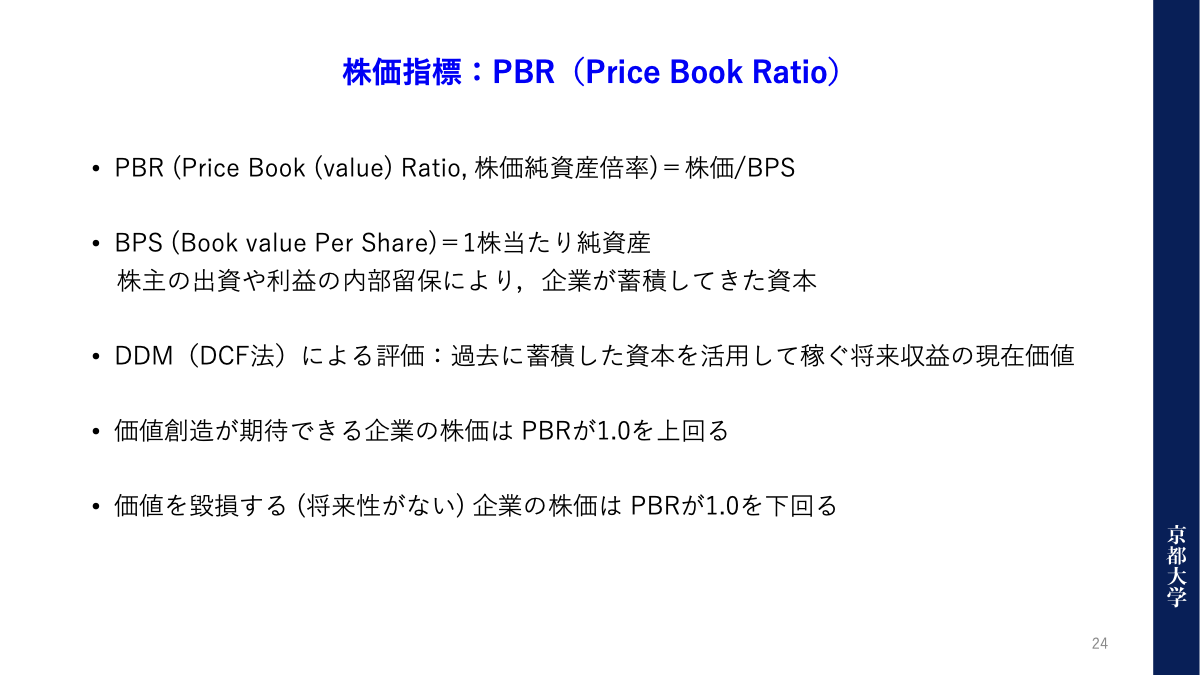 株価指標：PBR（Price Book Ratio）
• PBR (Price Book (value) Ratio, 株価純資産倍率)＝株価/BPS
• BPS (Book value Per Share)＝1株当たり純資産
株主の出資や利益の内部留保により，企業が蓄積してきた資本
• DDM（DCF法）による評価：過去に蓄積した資本を活用して稼ぐ将来収益の現在価値
• 価値創造が期待できる企業の株価は PBRが1.0を上回る
• 価値を毀損する (将来性がない) 企業の株価は PBRが1.0を下回る
京都大学
24